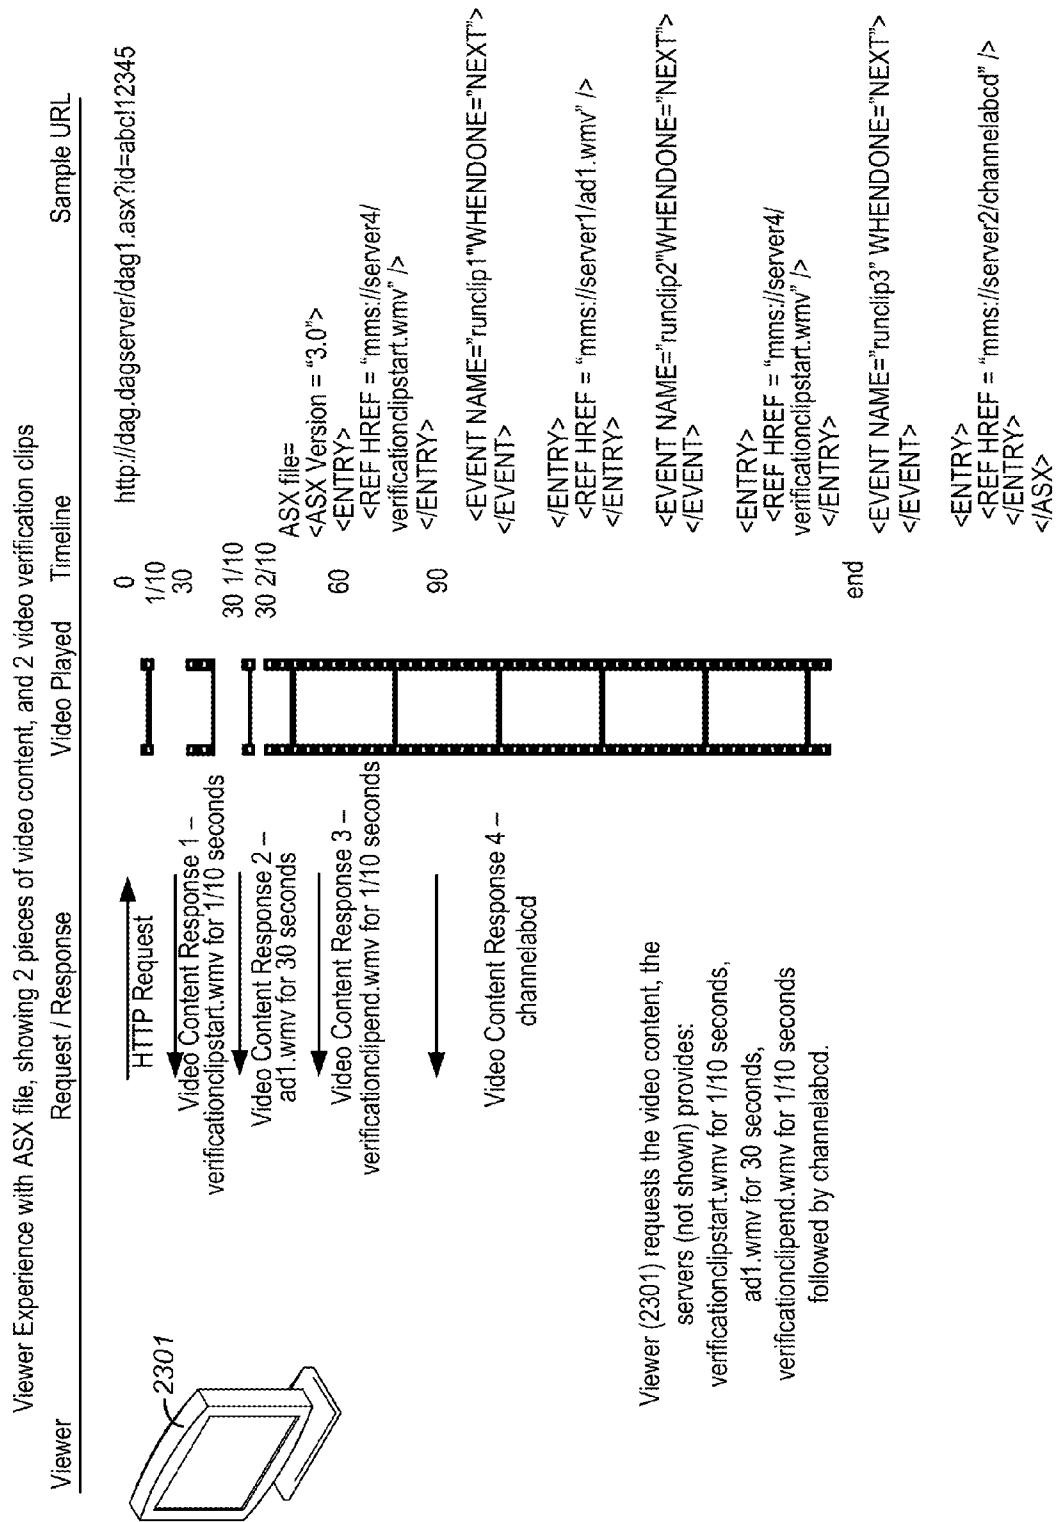 Viewer Experience with ASX file, showing 2 pieces of video content, and 2 video verification clips
Viewer
Request / Response
Video Played
Timeline
Sample URL
2301
HTTP Request
Video Content Response 1 –
verificationclipstart.wmv for 1/10 seconds
Video Content Response 2 –
ad1.wmv for 30 seconds
Video Content Response 3 –
verificationclipend.wmv for 1/10 seconds
Video Content Response 4 –
channelabcd
Viewer (2301) requests the video content, the
servers (not shown) provides:
verificationclipstart.wmv for 1/10 seconds,
ad1.wmv for 30 seconds,
verificationclipend.wmv for 1/10 seconds
followed by channelabcd.
0
1/10
30
30 1/10
30 2/10
60
90
end
http://dag.dagserver/dag1.asx?id=abc!12345
ASX file=
<ASX Version = “3.0”>
<ENTRY>
<REF HREF = “mms://server4/
verificationclipstart.wmv” />
</ENTRY>
<EVENT NAME=”runclip1"WHENDONE=”NEXT”>
</EVENT>
</ENTRY>
<REF HREF = “mms://server1/ad1.wmv” />
</ENTRY>
<EVENT NAME=”runclip2"WHENDONE=”NEXT”>
</EVENT>
<ENTRY>
<REF HREF = “mms://server4/
verificationclipstart.wmv” />
</ENTRY>
<EVENT NAME=”runclip3” WHENDONE=”NEXT”>
</EVENT>
<ENTRY>
<REF HREF = “mms://server2/channelabcd” />
</ENTRY>
</ASX>